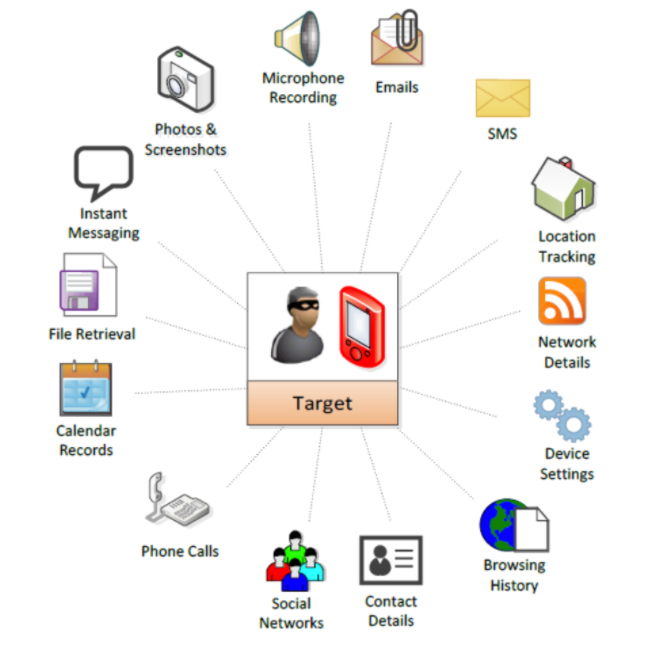 Microphone
Recording
Emails
SMS
Photos &
Screenshots
Instant
Messaging
Location
Tracking
File Retrieval
Network
Details
Target
Calendar
Records
Device
Settings
Phone Calls
Browsing
History
Social
Networks
Contact
Details